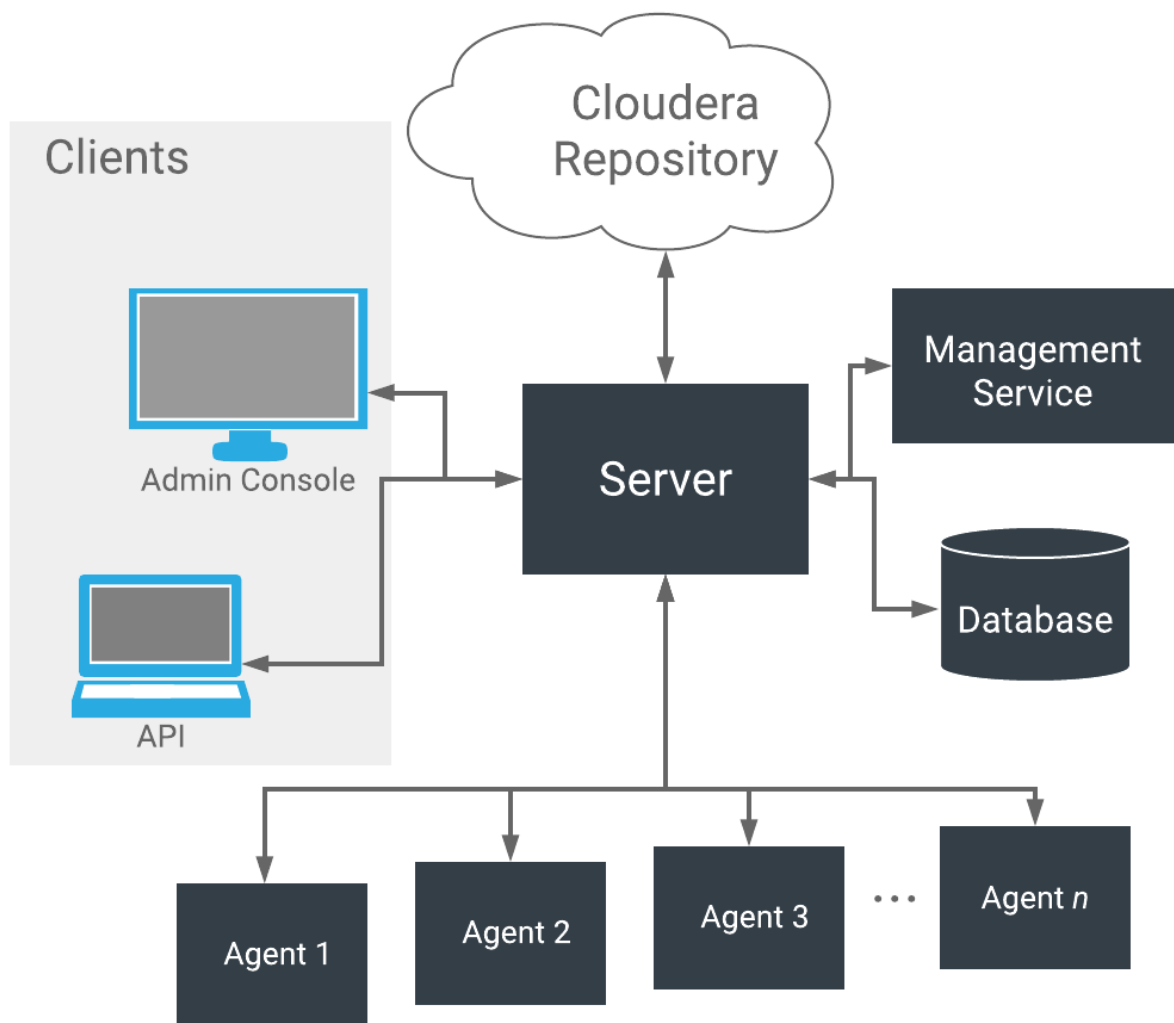 Cloudera
Repository
Clients
Admin Console
API
Server
Management
Service
Database
Agent 1
Agent 2
Agent 3
...
Agent n